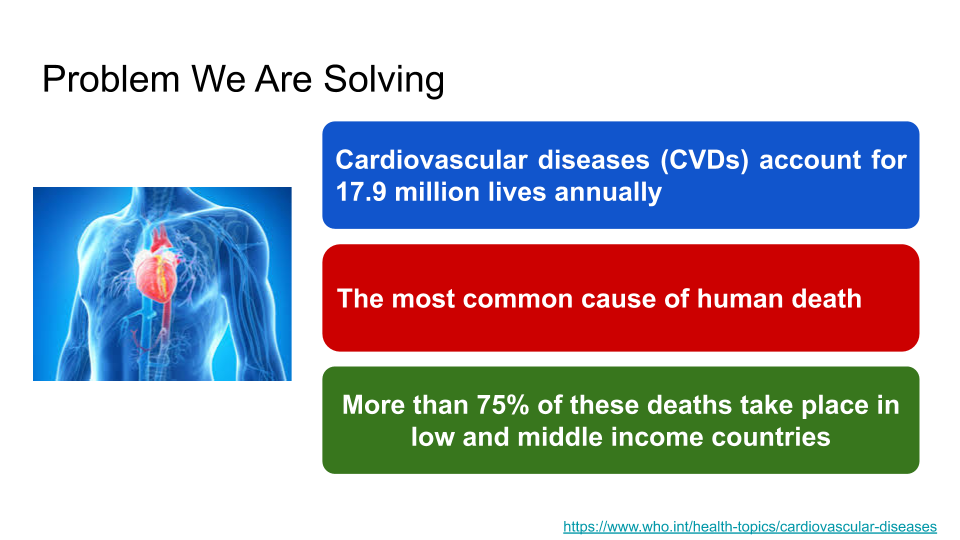 Problem We Are Solving
Cardiovascular diseases (CVDs) account for
17.9 million lives annually
The most common cause of human death
More than 75% of these deaths take place in
low and middle income countries
https://www.who.int/health-topics/cardiovascular-diseases